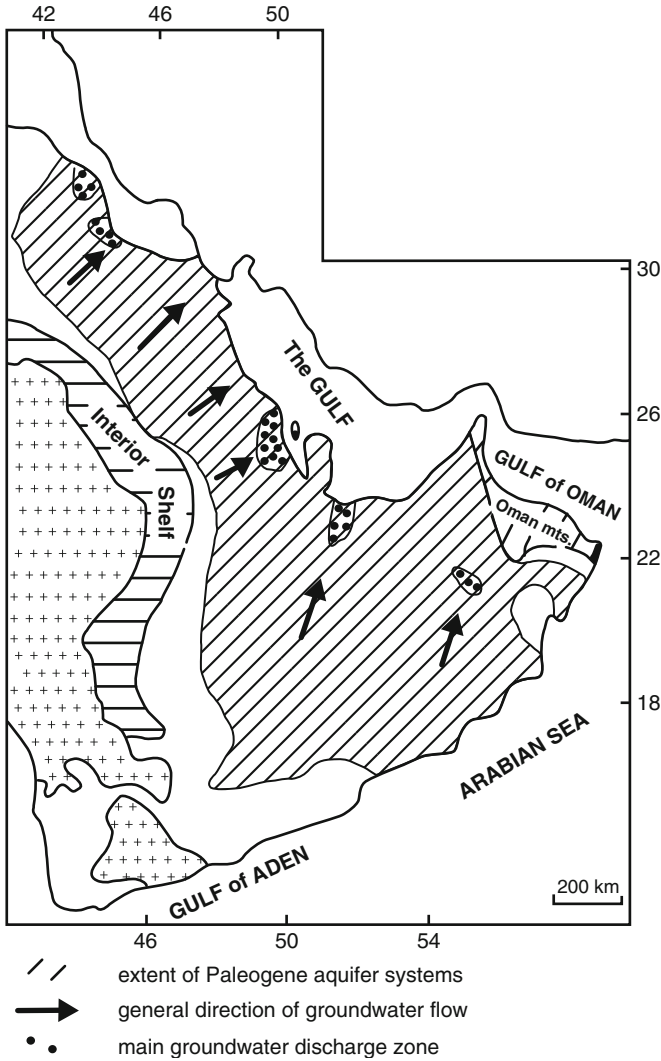 42 46 50
30
The GULF
26
Interior
GULF of OMAN
Shelf
Oman mts.
22
18
ARABIAN SEA
200 km
GULF of ADEN
46 50 54
extent of Paleogene aquifer systems
general direction of groundwater flow
main groundwater discharge zone